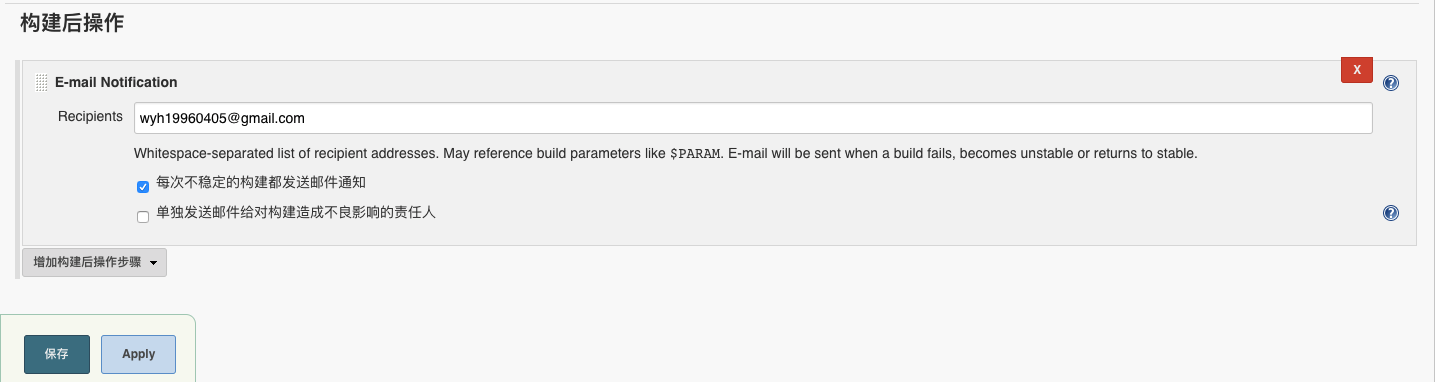 构建后操作
X
E-mail Notification
?
Recipients
wyh19960405@gmail.com
Whitespace-separated list of recipient addresses. May reference build parameters like $PARAM. E-mail will be sent when a build fails, becomes unstable or returns to stable.
每次不稳定的构建都发送邮件通知
单独发送邮件给对构建造成不良影响的责任人
?
增加构建后操作步骤
保存
Apply